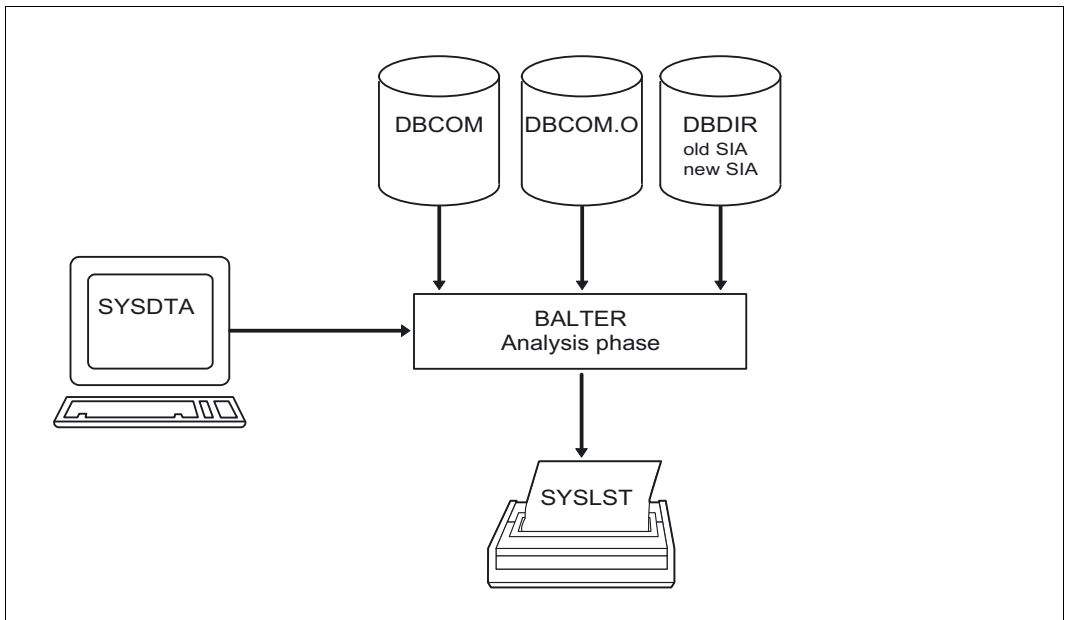 DBCOM
DBCOM.O
DBDIR
old SIA
new SIA
SYSDTA
BALTER
Analysis phase
SYSLST